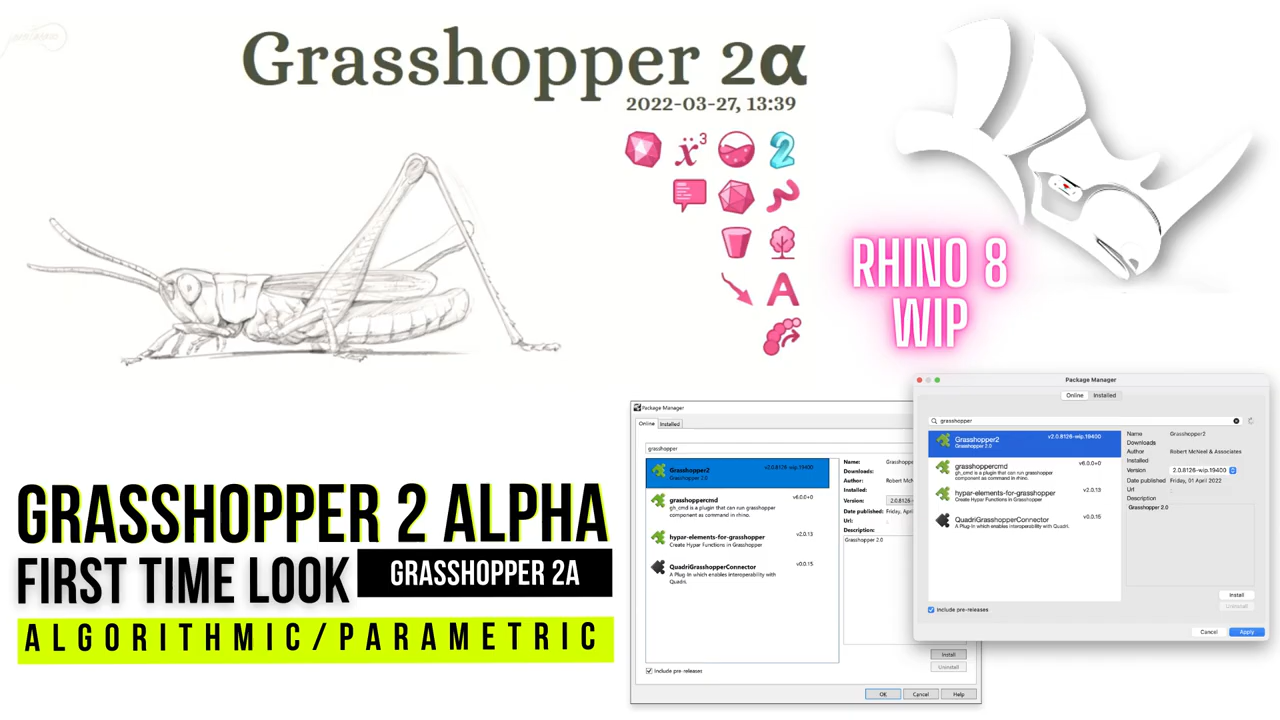 Grasshopper 2α
2022-03-27, 13:39
ẍ³
2
A
RHINO 8
WIP
GRASSHOPPER 2 ALPHA
FIRST TIME LOOK
GRASSHOPPER 2A
ALGORITHMIC/PARAMETRIC
Package Manager
Online
Installed
grasshopper
Grasshopper2
v2.0.8126-wip.19400
Grasshopper 2.0
grasshoppercmd
v6.0.0+0
gh_cmd is a plugin that can run grasshopper
component as command in rhino.
hypar-elements-for-grasshopper
v2.0.13
Create Hypar Functions in Grasshopper
QuadriGrasshopperConnector
v0.0.15
A Plug-In which enables interoperability with
Quadri.
Include pre-releases
Name:
Grasshoppe
Downloads:
Author:
Robert McN
Installed:
Version:
2.0.8126-
Date published:
Friday, Apri
Url:
Description:
Grasshopper 2.0
Install
Uninstall
OK
Cancel
Help
Package Manager
Online
Installed
grasshopper
Grasshopper2
v2.0.8126-wip.19400
Grasshopper 2.0
grasshoppercmd
v6.0.0+0
gh_cmd is a plugin that can run grasshopper
component as command in rhino.
hypar-elements-for-grasshopper
v2.0.13
Create Hypar Functions in Grasshopper
QuadriGrasshopperConnector
v0.0.15
A Plug-In which enables interoperability with Quadri.
Include pre-releases
Name
Grasshopper2
Downloads
Author
Robert McNeel & Associates
Installed
Version
2.0.8126-wip.19400
Date published
Friday, 01 April 2022
Url
Description
Grasshopper 2.0
Install
Uninstall
Cancel
Apply